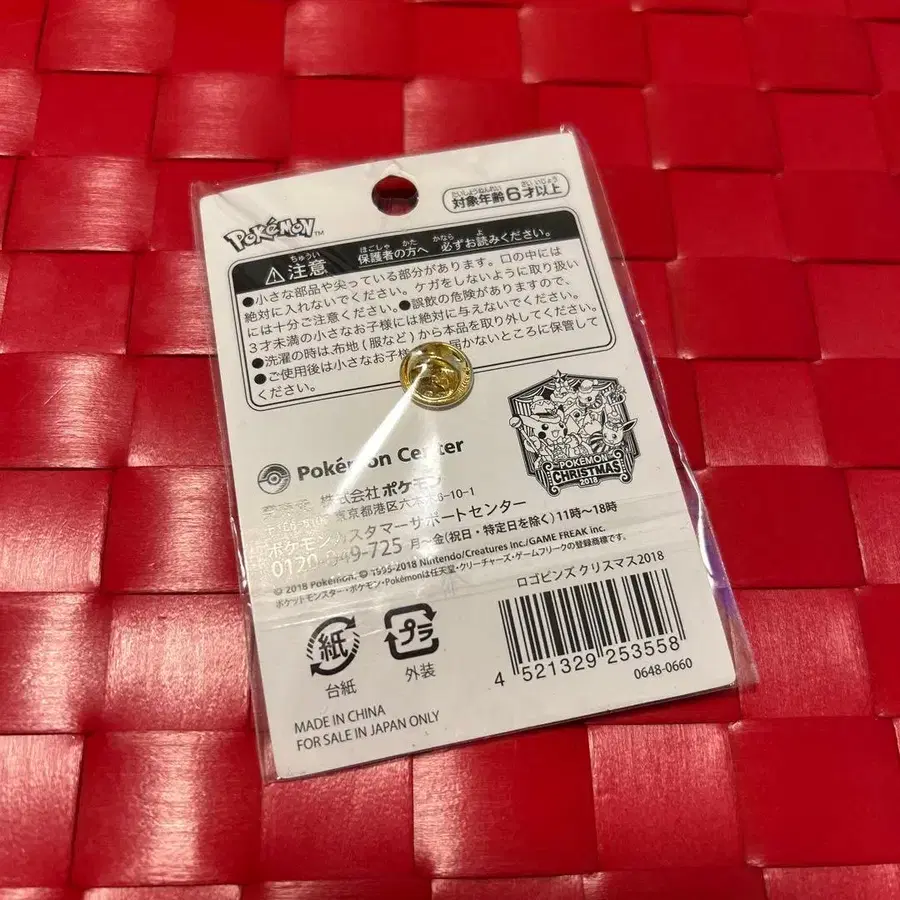 対象年齢6才以上
たいしょうねんれい さい いじょう
POKéMON™
ちゅうい
⚠注意
ほごしゃ かた かなら よ
保護者の方へ 必ずお読みください。
●小さな部品や尖っている部分があります。口の中には
絶対に入れないでください。ケガをしないように取り扱い
には十分ご注意ください。●誤飲の危険がありますので、
3才未満の小さなお子様には絶対に与えないでください。
●洗濯の時は、布地(服など)から本品を取り外してください。
●ご使用後は小さなお子様 届かないところに保管して
ください。
POKÉMON
CHRISTMAS
2018
Pokémon Center
株式会社ポケモン
東京都港区六本木6-10-1
ポケモンカスタマーサポートセンター
0120-949-725 月〜金(祝日・特定日を除く)11時〜18時
© 2018 Pokémon. © 1995-2018 Nintendo/Creatures Inc./GAME FREAK inc.
ポケットモンスター・ポケモン・Pokémonは任天堂・クリーチャーズ・ゲームフリークの登録商標です。
ロゴピンズ クリスマス2018
紙
台紙
プラ
外装
4 521329 253558
0648-0660
MADE IN CHINA
FOR SALE IN JAPAN ONLY